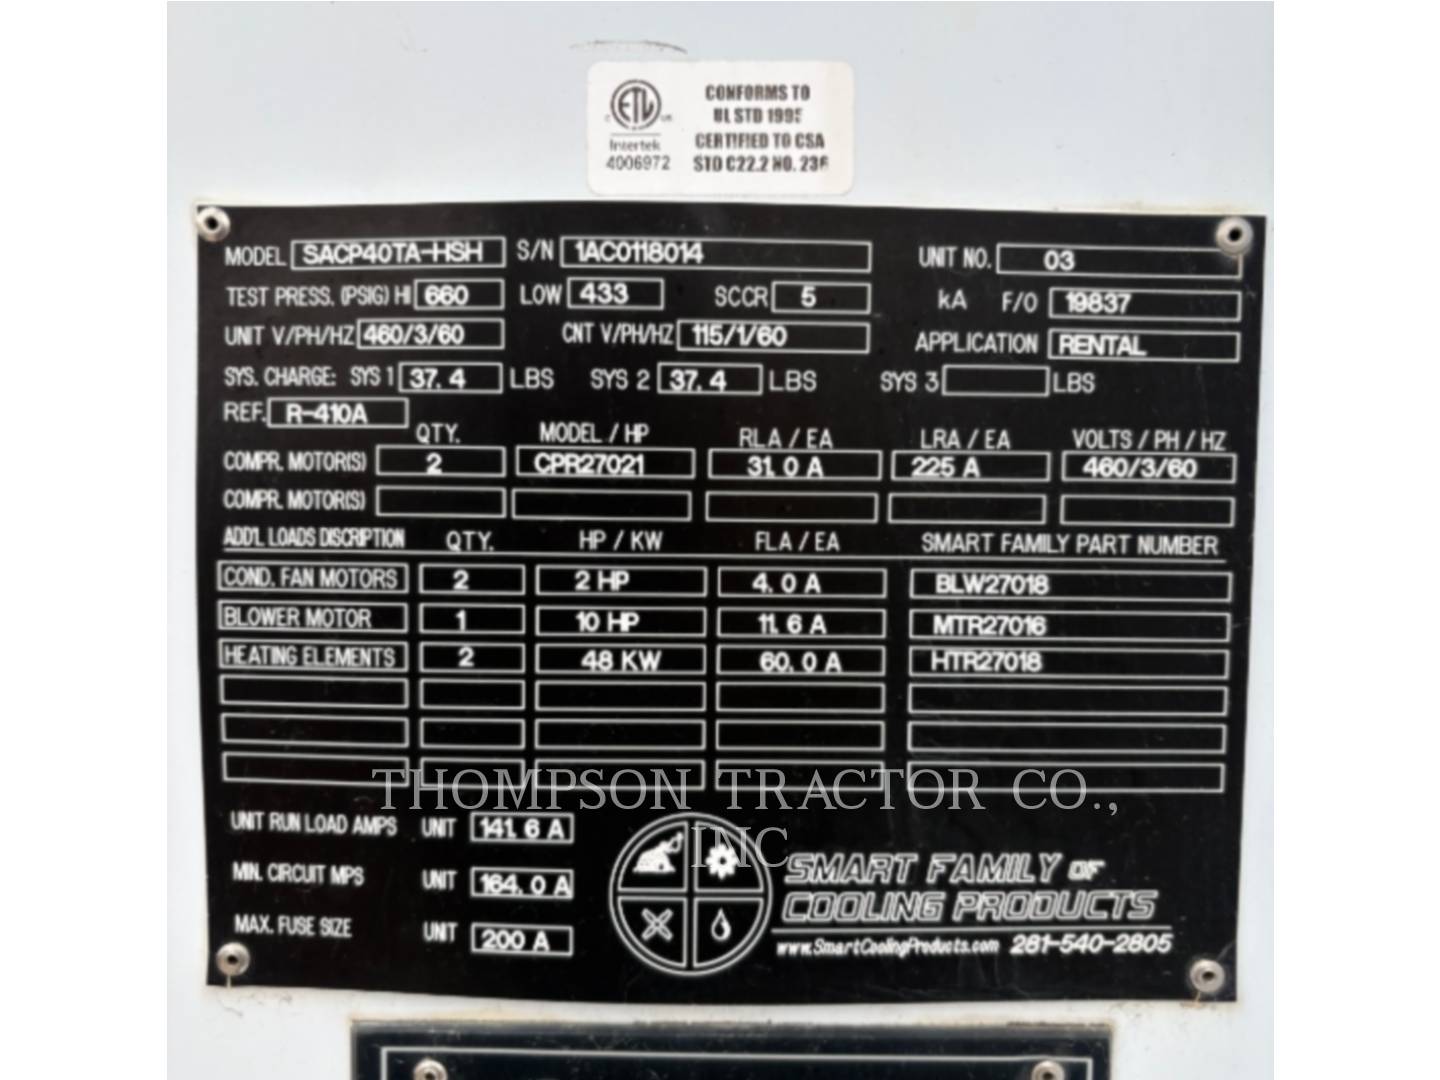 ETL
C US
Intertek
4006972
CONFORMS TO
UL STD 1995
CERTIFIED TO CSA
STD C22.2 NO. 236
MODEL SACP40TA-HSH S/N 1AC0118014 UNIT NO. 03
TEST PRESS. (PSIG) HI 660 LOW 433 SCCR 5 kA F/O 19837
UNIT V/PH/HZ 460/3/60 CNT V/PH/HZ 115/1/60 APPLICATION RENTAL
SYS. CHARGE: SYS 1 37.4 LBS SYS 2 37.4 LBS SYS 3 LBS
REF. R-410A
QTY. MODEL / HP RLA / EA LRA / EA VOLTS / PH / HZ
COMPR. MOTOR(S) 2 CPR27021 31.0 A 225 A 460/3/60
COMPR. MOTOR(S)
ADD'L LOADS DISCRIPTION QTY. HP / KW FLA / EA SMART FAMILY PART NUMBER
COND. FAN MOTORS 2 2 HP 4.0 A BLW27018
BLOWER MOTOR 1 10 HP 11.6 A MTR27016
HEATING ELEMENTS 2 48 KW 60.0 A HTR27018
THOMPSON TRACTOR CO.,
INC
UNIT RUN LOAD AMPS UNIT 141.6 A
MIN. CIRCUIT MPS UNIT 164.0 A
MAX. FUSE SIZE UNIT 200 A
SMART FAMILY OF
COOLING PRODUCTS
www.SmartCoolingProducts.com 281-540-2805